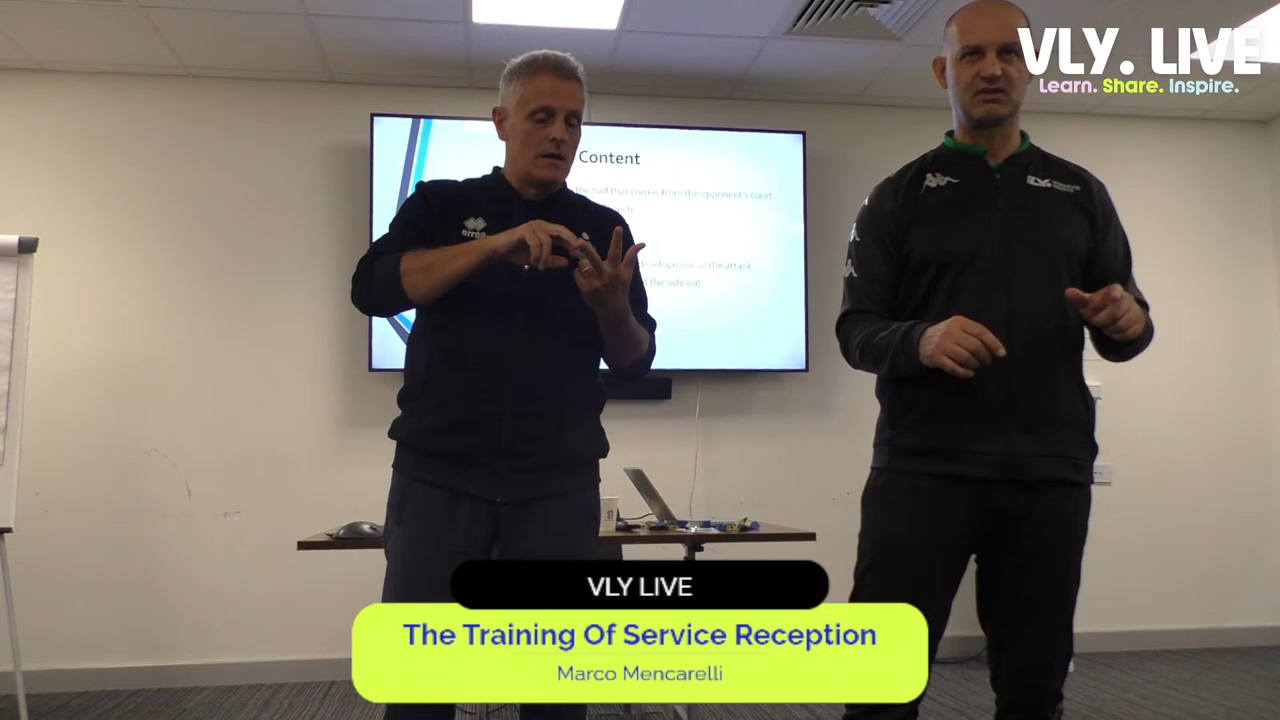 VLY. LIVE
Learn. Share. Inspire.
Content
the ball that comes from the opponent's court
development of the attack
the side out
errea
VLY LIVE
The Training Of Service Reception
Marco Mencarelli